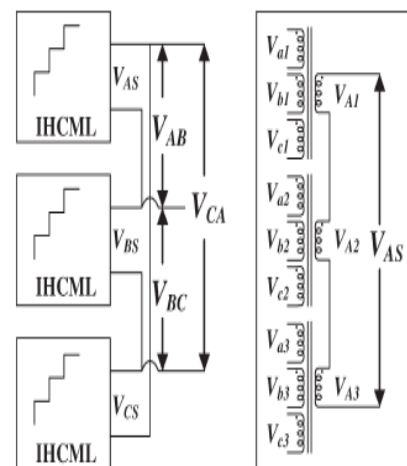 V_AS
IHCML
V_AB
V_CA
V_BS
IHCML
V_BC
V_CS
IHCML
V_a1
V_b1
V_A1
V_c1
V_a2
V_b2
V_A2
V_AS
V_c2
V_a3
V_b3
V_A3
V_c3